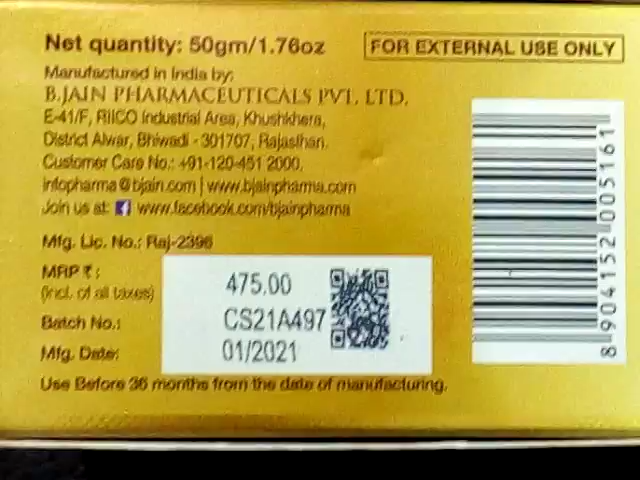 Net quantity: 50gm/1.76oz
FOR EXTERNAL USE ONLY
Manufactured in India by:
B.JAIN PHARMACEUTICALS PVT. LTD.
E-41/F, RIICO Industrial Area, Khushkhera,
District Alwar, Bhiwadi - 301707, Rajasthan.
Customer Care No.: +91-120-451 2000.
infopharma@bjain.com | www.bjainpharma.com
Join us at: f www.facebook.com/bjainpharma
Mfg. Lic. No.: Raj-2396
MRP ₹ : 475.00
(Incl. of all taxes)
Batch No.: CS21A497
Mfg. Date: 01/2021
Use Before 36 months from the date of manufacturing.
8 904152 005161